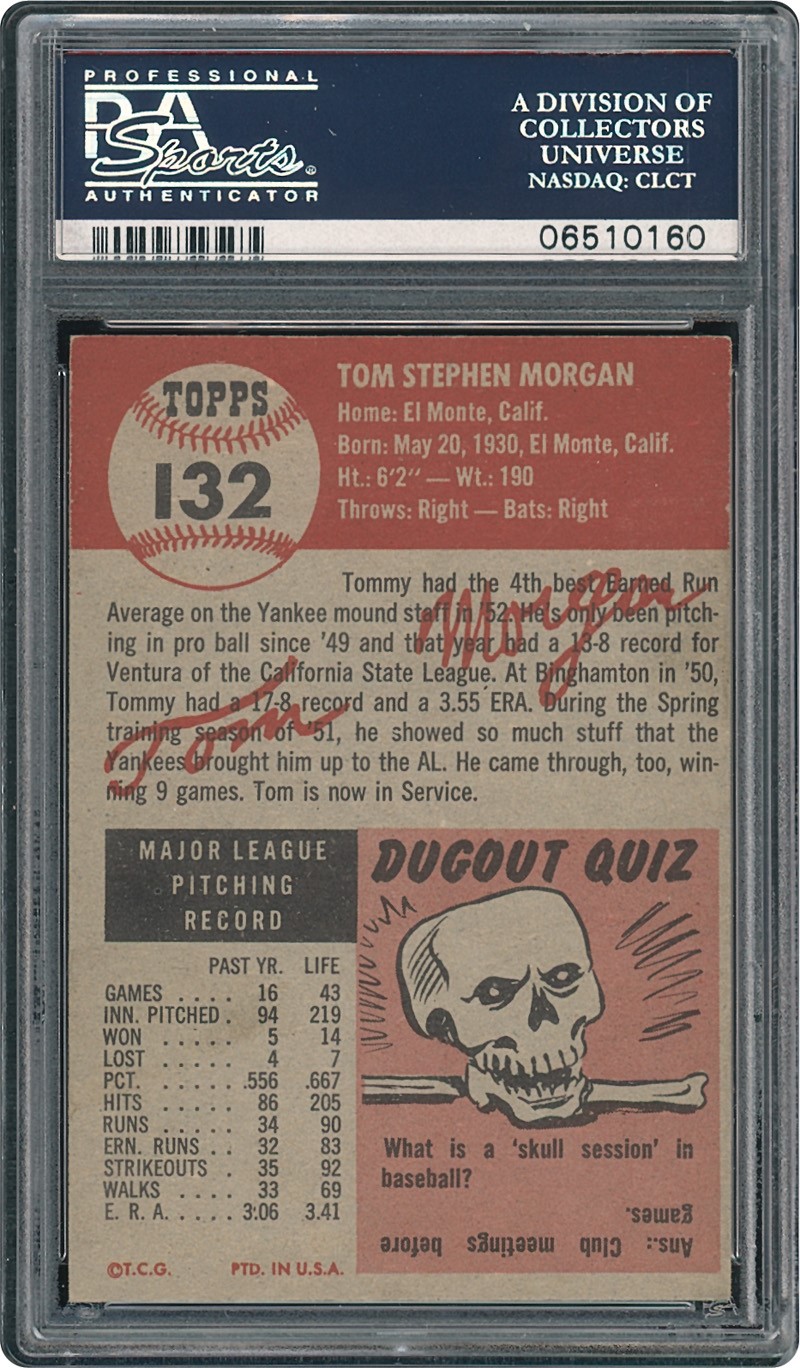 PROFESSIONAL
PSA
Sports®
AUTHENTICATOR
A DIVISION OF
COLLECTORS
UNIVERSE
NASDAQ: CLCT
06510160
TOPPS
132
TOM STEPHEN MORGAN
Home: El Monte, Calif.
Born: May 20, 1930, El Monte, Calif.
Ht.: 6'2" — Wt.: 190
Throws: Right — Bats: Right
Tommy had the 4th best Earned Run
Average on the Yankee mound staff in '52. He's only been pitch-
ing in pro ball since '49 and that year had a 13-8 record for
Ventura of the California State League. At Binghamton in '50,
Tommy had a 17-8 record and a 3.55 ERA. During the Spring
training season of '51, he showed so much stuff that the
Yankees brought him up to the AL. He came through, too, win-
ning 9 games. Tom is now in Service.
Tom Morgan
MAJOR LEAGUE
PITCHING
RECORD
PAST YR. LIFE
GAMES .... 16 43
INN. PITCHED . 94 219
WON ..... 5 14
LOST ..... 4 7
PCT. ...... .556 .667
HITS ..... 86 205
RUNS ..... 34 90
ERN. RUNS .. 32 83
STRIKEOUTS . 35 92
WALKS .... 33 69
E. R. A. ..... 3.06 3.41
©T.C.G. PTD. IN U.S.A.
DUGOUT QUIZ
What is a 'skull session' in
baseball?
Ans.: Club meetings before
games.